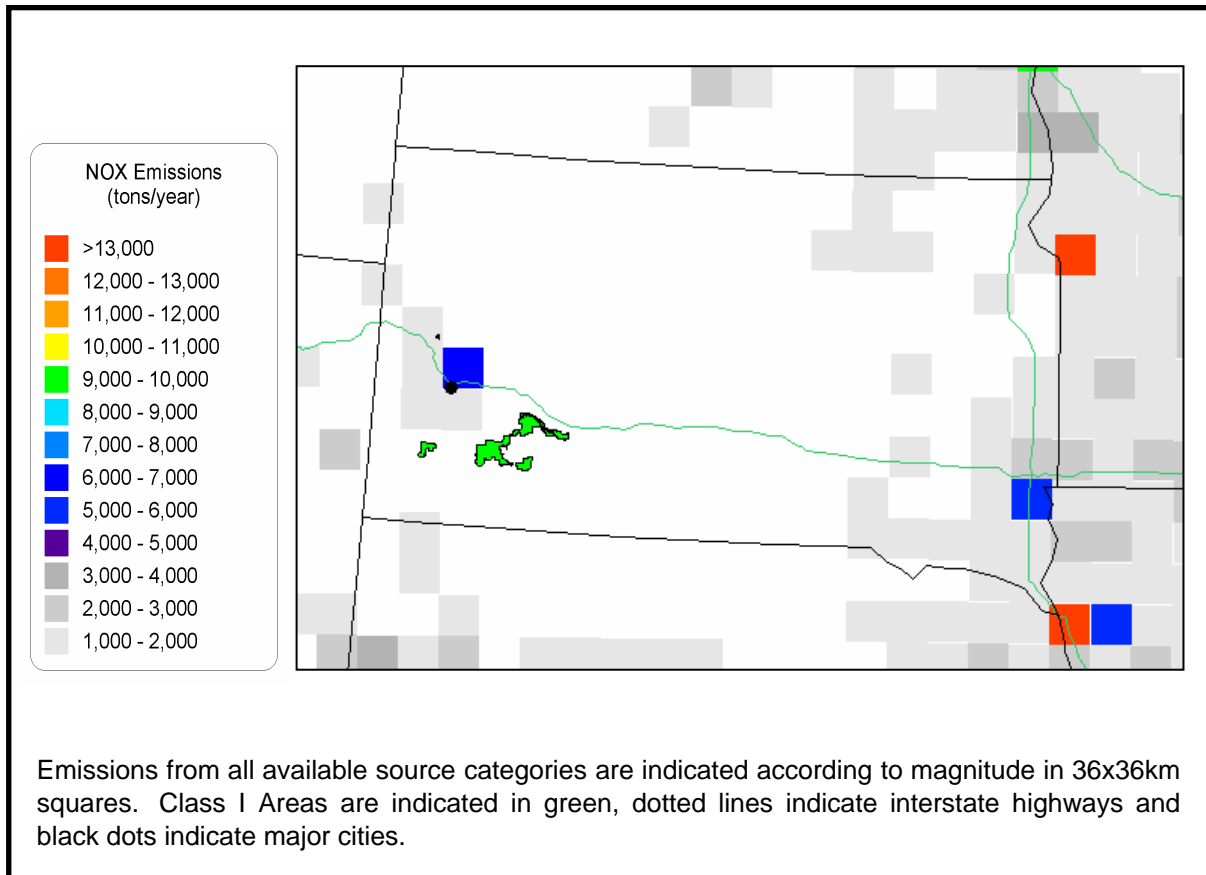 NOX Emissions
(tons/year)
>13,000
12,000 - 13,000
11,000 - 12,000
10,000 - 11,000
9,000 - 10,000
8,000 - 9,000
7,000 - 8,000
6,000 - 7,000
5,000 - 6,000
4,000 - 5,000
3,000 - 4,000
2,000 - 3,000
1,000 - 2,000
Emissions from all available source categories are indicated according to magnitude in 36x36km
squares. Class I Areas are indicated in green, dotted lines indicate interstate highways and
black dots indicate major cities.